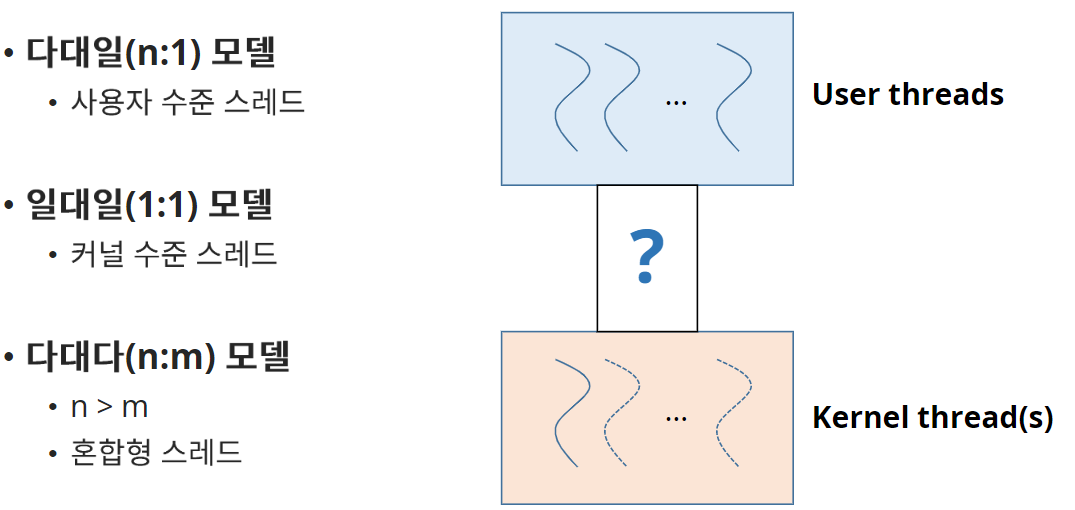 • 다대일(n:1) 모델
• 사용자 수준 스레드
• 일대일(1:1) 모델
• 커널 수준 스레드
• 다대다(n:m) 모델
• n > m
• 혼합형 스레드
...
User threads
?
...
Kernel thread(s)